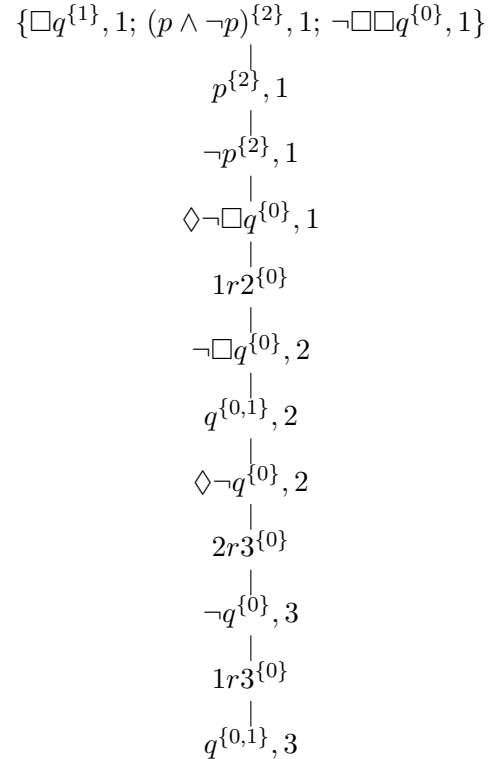 {□q^{1}, 1; (p ∧ ¬p)^{2}, 1; ¬□□q^{0}, 1}
p^{2}, 1
¬p^{2}, 1
◊¬□q^{0}, 1
1r2^{0}
¬□q^{0}, 2
q^{0,1}, 2
◊¬q^{0}, 2
2r3^{0}
¬q^{0}, 3
1r3^{0}
q^{0,1}, 3